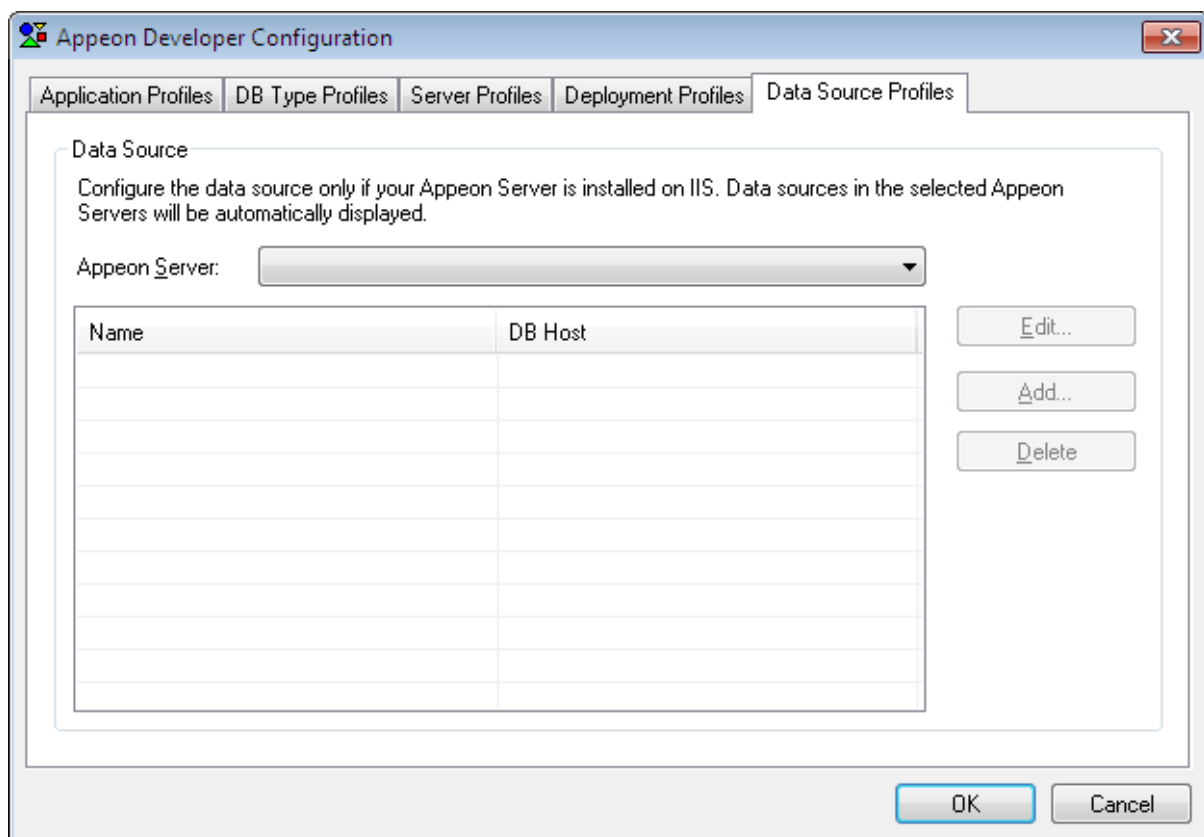 Appeon Developer Configuration
Application Profiles DB Type Profiles Server Profiles Deployment Profiles Data Source Profiles
Data Source
Configure the data source only if your Appeon Server is installed on IIS. Data sources in the selected Appeon
Servers will be automatically displayed.
Appeon Server:
Name DB Host
Edit...
Add...
Delete
OK Cancel